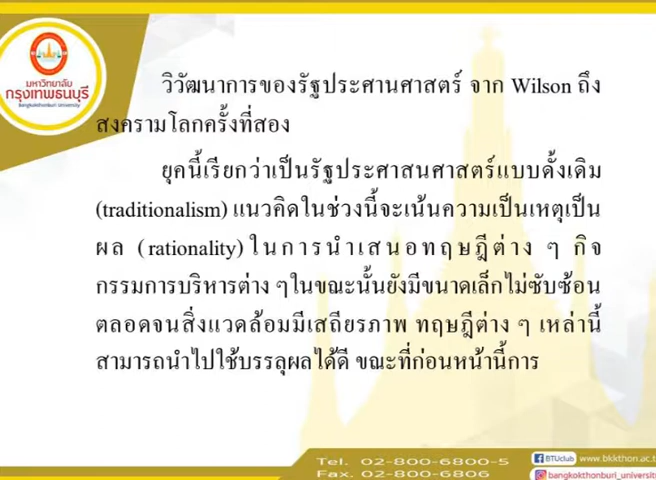 มหาวิทยาลัย
กรุงเทพธนบุรี
Bangkokthonburi University
วิวัฒนาการของรัฐประศานศาสตร์ จาก Wilson ถึง
สงครามโลกครั้งที่สอง
ยุคนี้เรียกว่าเป็นรัฐประศาสนศาสตร์แบบดั้งเดิม
(traditionalism) แนวคิดในช่วงนี้จะเน้นความเป็นเหตุเป็น
ผล (rationality) ในการนำเสนอทฤษฎีต่าง ๆ กิจ
กรรมการบริหารต่าง ๆในขณะนั้นยังมีขนาดเล็กไม่ซับซ้อน
ตลอดจนสิ่งแวดล้อมมีเสถียรภาพ ทฤษฎีต่าง ๆ เหล่านี้
สามารถนำไปใช้บรรลุผลได้ดี ขณะที่ก่อนหน้านี้การ
Tel. 02-800-6800-5
BTUclub www.bkkthon.ac.t
Fax. 02-800-6806
bangkokthonburi_universit